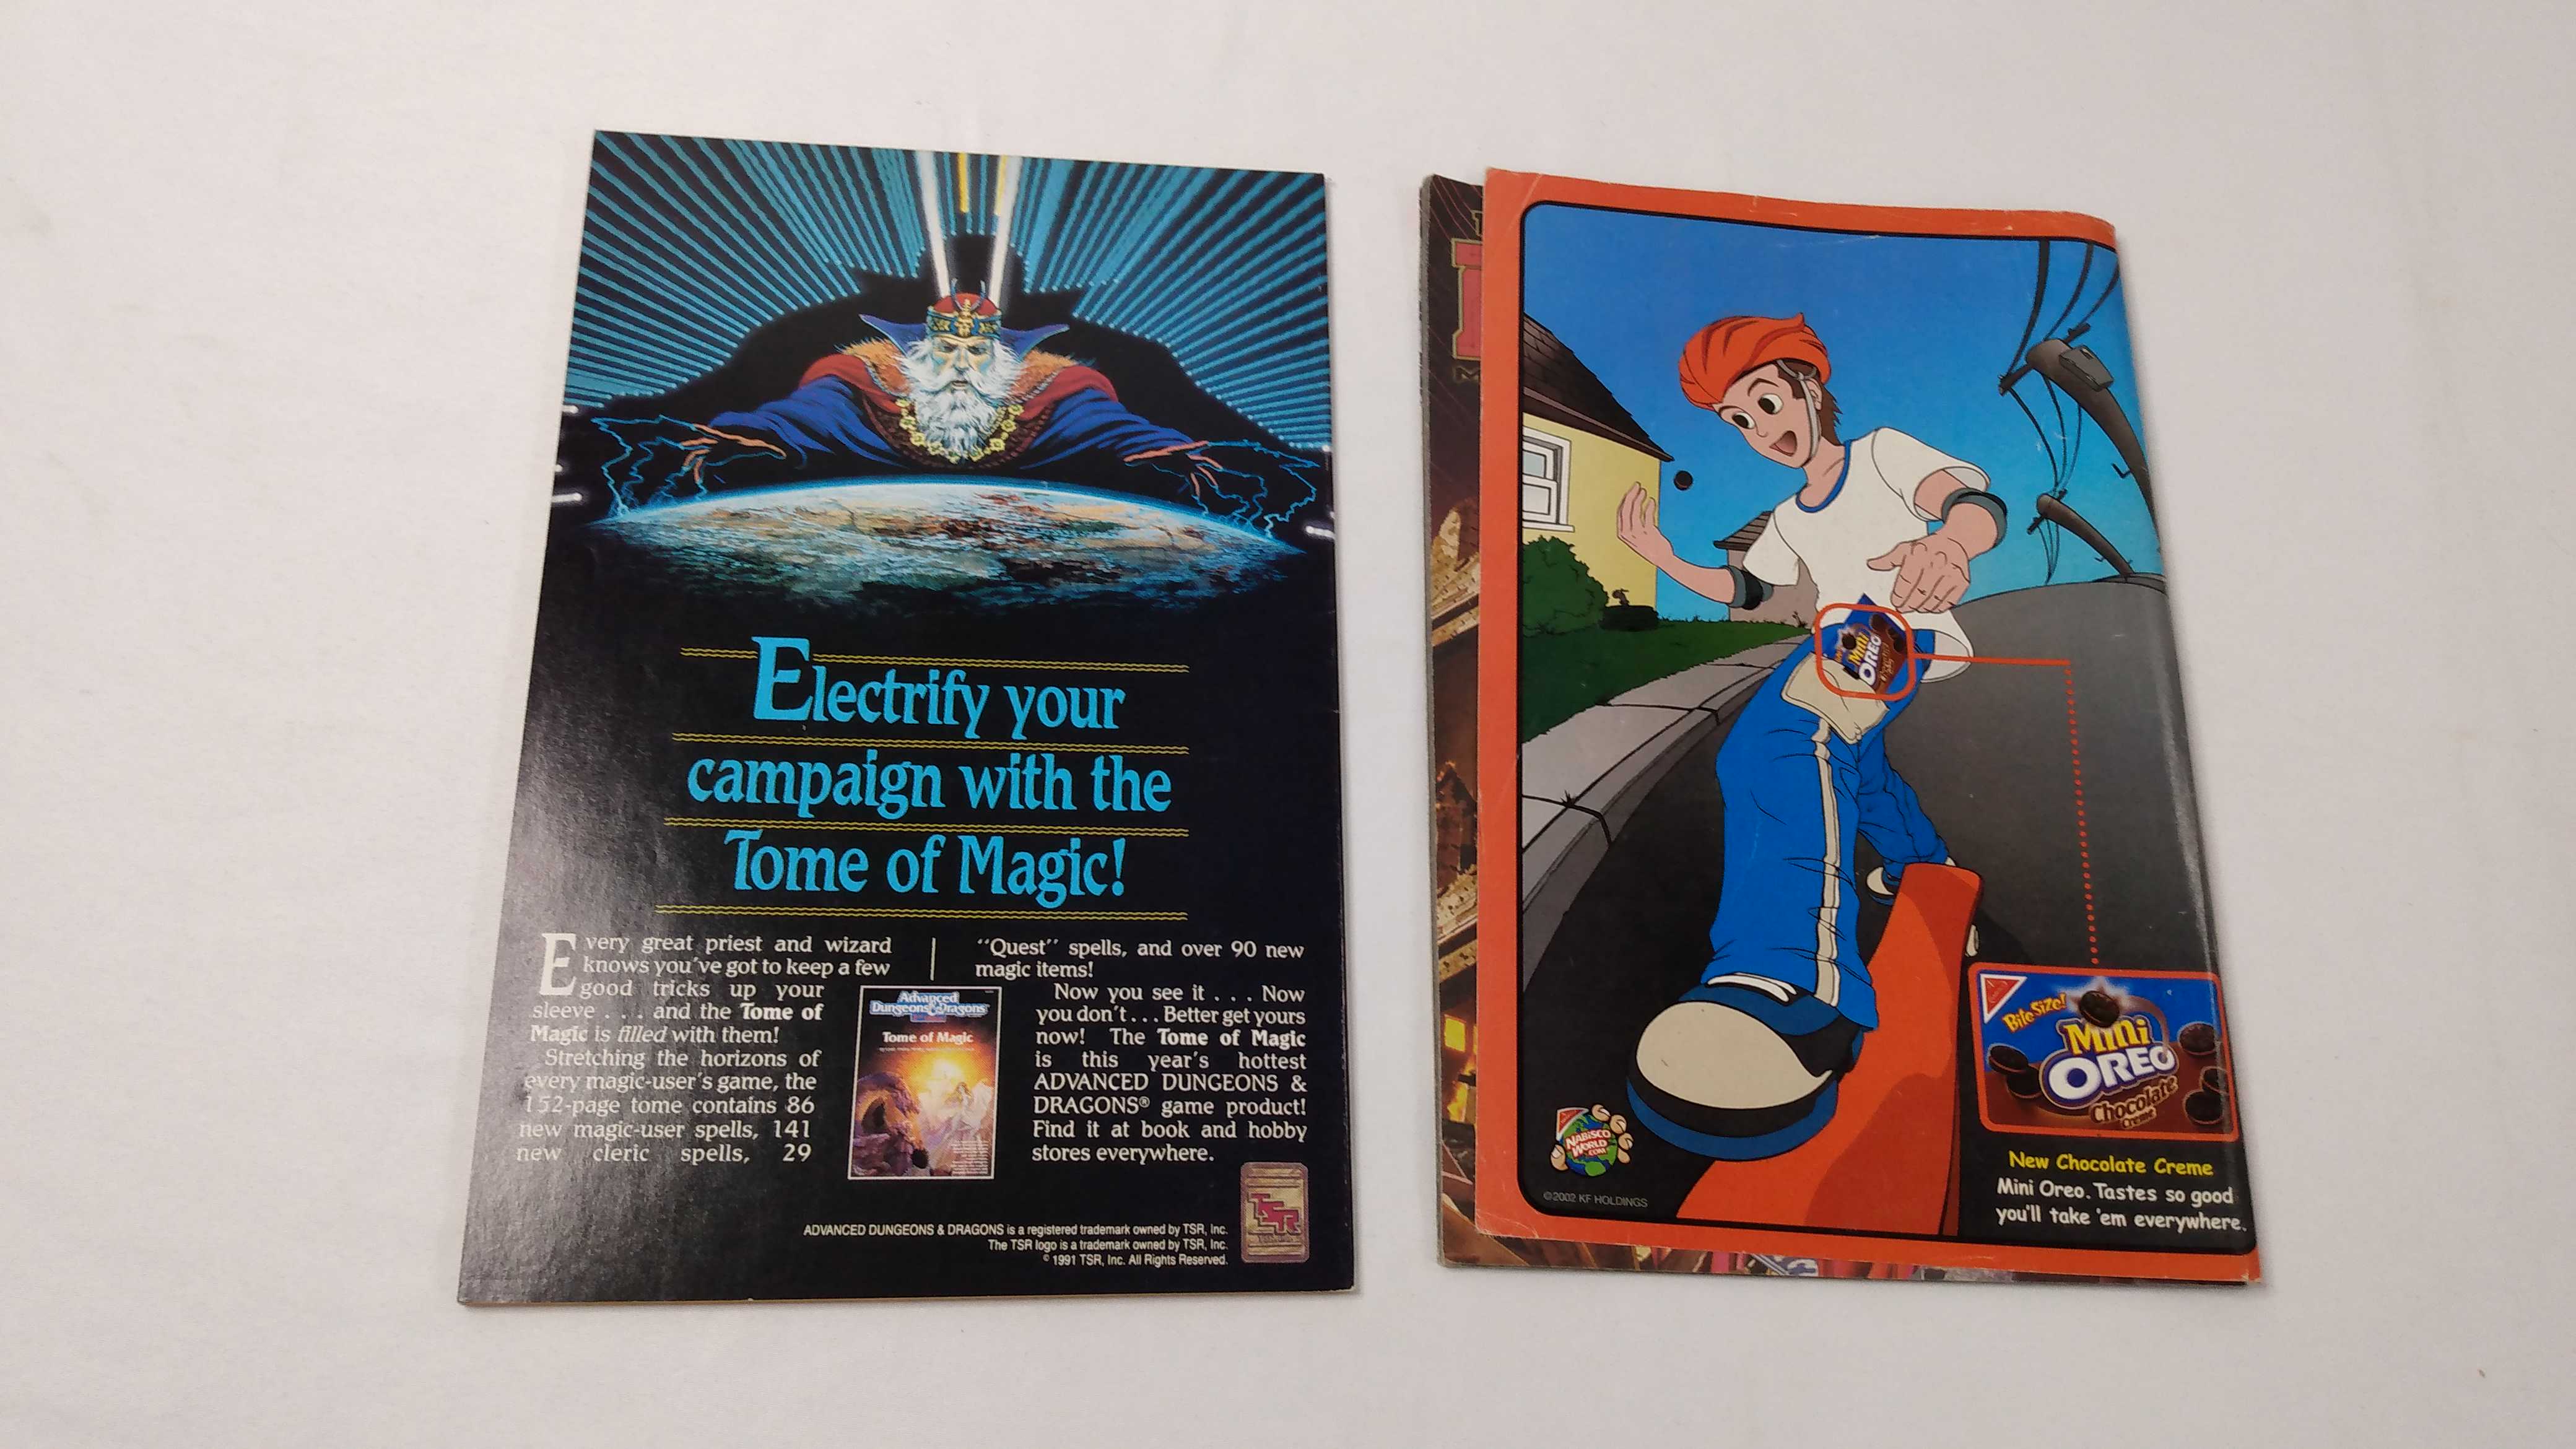 Electrify your
campaign with the
Tome of Magic!
Every great priest and wizard
knows you've got to keep a few
good tricks up your
sleeve . . . and the Tome of
Magic is filled with them!
Stretching the horizons of
every magic-user's game, the
152-page tome contains 86
new magic-user spells, 141
new cleric spells, 29
"Quest" spells, and over 90 new
magic items!
Now you see it . . . Now
you don't . . . Better get yours
now! The Tome of Magic
is this year's hottest
ADVANCED DUNGEONS &
DRAGONS® game product!
Find it at book and hobby
stores everywhere.
Advanced
Dungeons & Dragons
Tome of Magic
TSR
ADVANCED DUNGEONS & DRAGONS is a registered trademark owned by TSR, Inc.
The TSR logo is a trademark owned by TSR, Inc.
© 1991 TSR, Inc. All Rights Reserved.
Mini
OREO
Bite Size!
Mini
OREO
Chocolate
Creme
New Chocolate Creme
Mini Oreo. Tastes so good
you'll take 'em everywhere.
NABISCO
WORLD
.COM
©2002 KF HOLDINGS